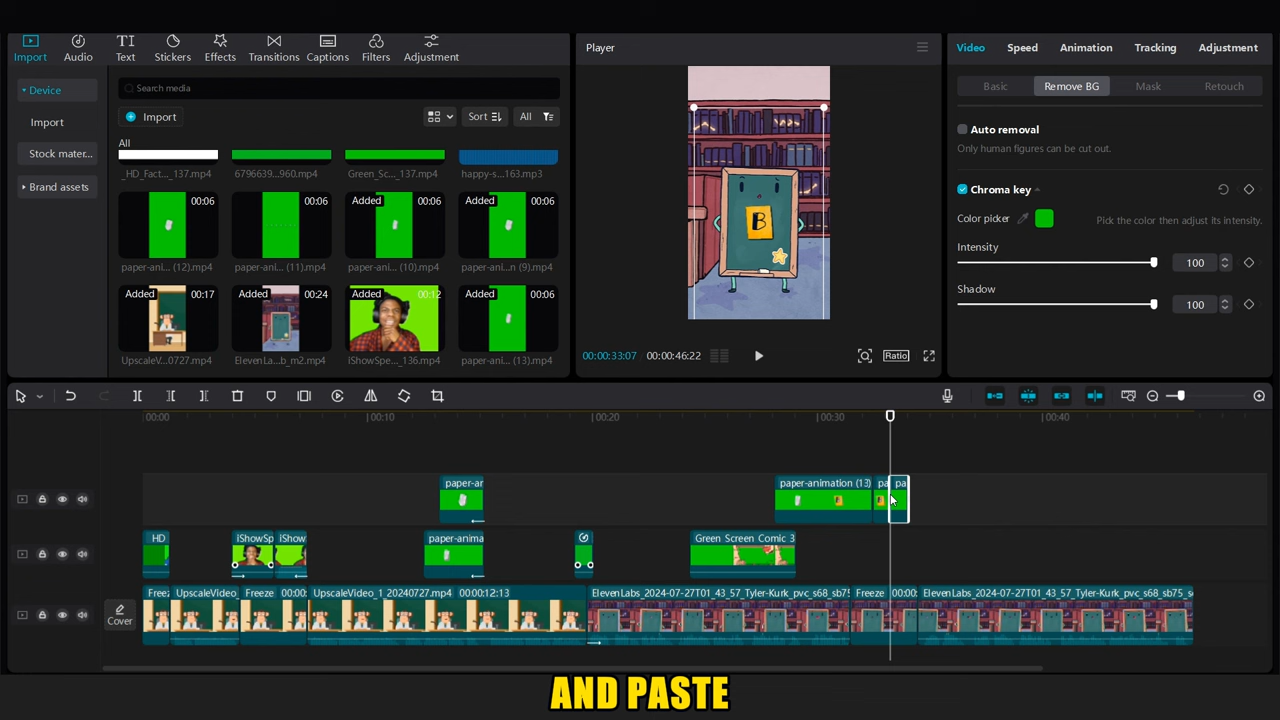 Import Audio Text Stickers Effects Transitions Captions Filters Adjustment
Device
Import
Stock mater...
Brand assets
Search media
Import
Sort
All
All
_HD_Fact..._137.mp4 6796639...960.mp4 Green_Sc..._137.mp4 happy-s...163.mp3
00:06 00:06 Added 00:06 Added 00:06
paper-ani... (12).mp4 paper-ani... (11).mp4 paper-ani... (10).mp4 paper-ani...n (9).mp4
Added 00:17 Added 00:24 Added 00:12 Added 00:06
UpscaleV...0727.mp4 ElevenLa...b_m2.mp4 iShowSpe..._136.mp4 paper-ani... (13).mp4
Player
B
00:00:33:07 00:00:46:22
Ratio
Video Speed Animation Tracking Adjustment
Basic Remove BG Mask Retouch
Auto removal
Only human figures can be cut out.
Chroma key
Color picker Pick the color then adjust its intensity.
Intensity
100
Shadow
100
00:00 00:10 00:20 00:30 00:40
paper-ar paper-animation (13) pa pa
HD iShowSp iShow paper-anima Green Screen Comic 3
Cover
Freez UpscaleVideo_ Freeze 00:00: UpscaleVideo_1_20240727.mp4 00:00:12:13 ElevenLabs_2024-07-27T01_43_57_Tyler-Kurk_pvc_s68_sb75 Freeze 00:00: ElevenLabs_2024-07-27T01_43_57_Tyler-Kurk_pvc_s68_sb75_s
AND PASTE